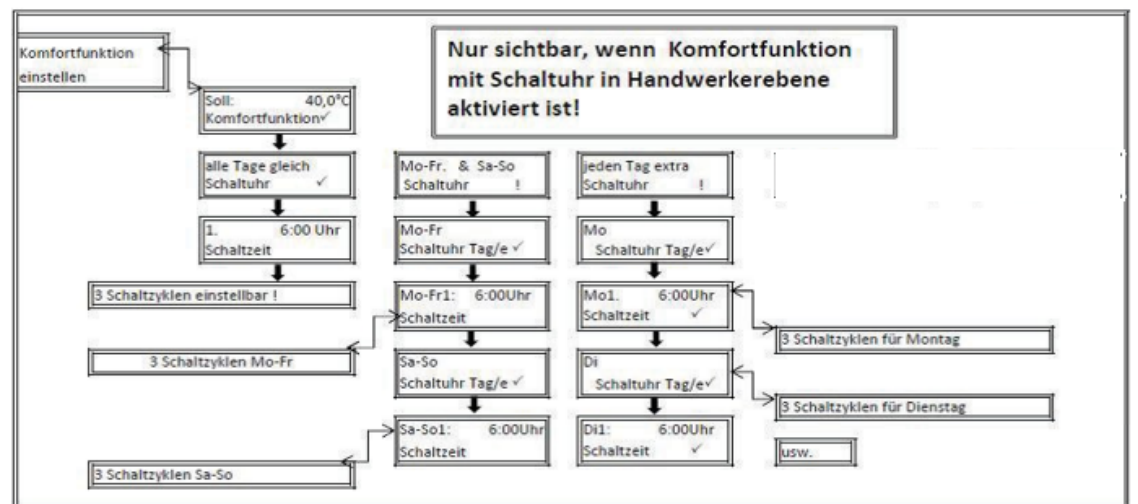 Komfortfunktion
einstellen
Nur sichtbar, wenn Komfortfunktion
mit Schaltuhr in Handwerkerebene
aktiviert ist!
Soll: 40,0°C
Komfortfunktion✓
alle Tage gleich
Schaltuhr ✓
1. 6:00 Uhr
Schaltzeit
3 Schaltzyklen einstellbar !
Mo-Fr. & Sa-So
Schaltuhr !
Mo-Fr
Schaltuhr Tag/e ✓
Mo-Fr1: 6:00Uhr
Schaltzeit
3 Schaltzyklen Mo-Fr
Sa-So
Schaltuhr Tag/e ✓
Sa-So1: 6:00Uhr
Schaltzeit
3 Schaltzyklen Sa-So
jeden Tag extra
Schaltuhr !
Mo
Schaltuhr Tag/e✓
Mo1. 6:00Uhr
Schaltzeit ✓
3 Schaltzyklen für Montag
Di
Schaltuhr Tag/e✓
3 Schaltzyklen für Dienstag
Di1: 6:00Uhr
Schaltzeit ✓
usw.